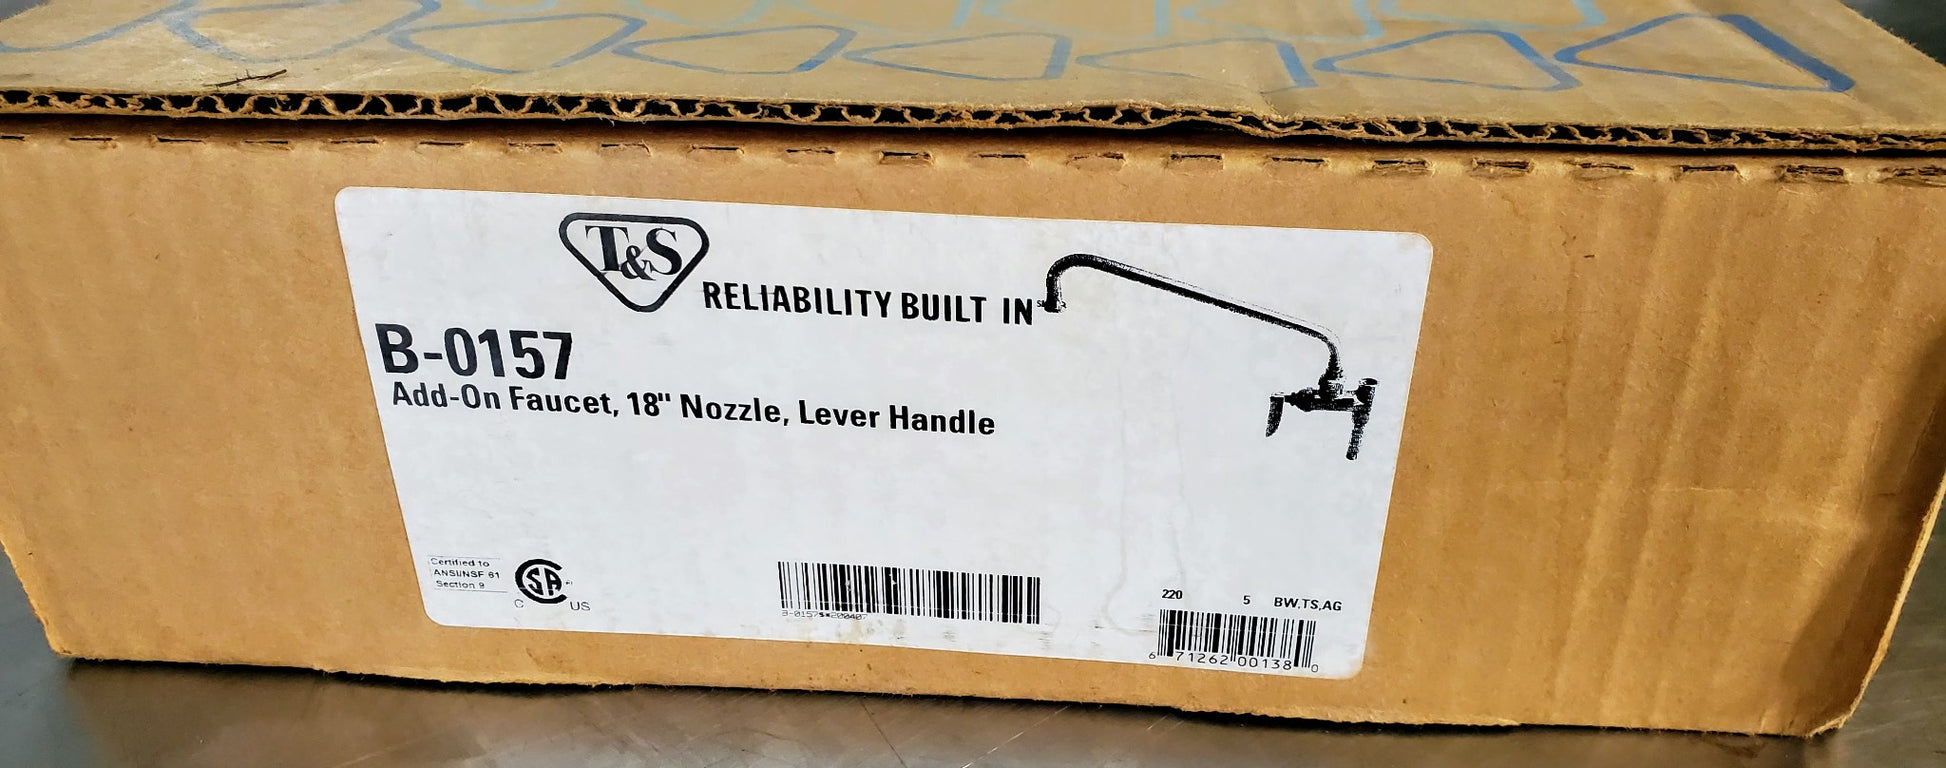 T&S
RELIABILITY BUILT IN
B-0157
Add-On Faucet, 18" Nozzle, Lever Handle
Certified to
ANSI/NSF 61
Section 9
CSA
C US
220 5 BW,TS,AG
6 71262 00138 0